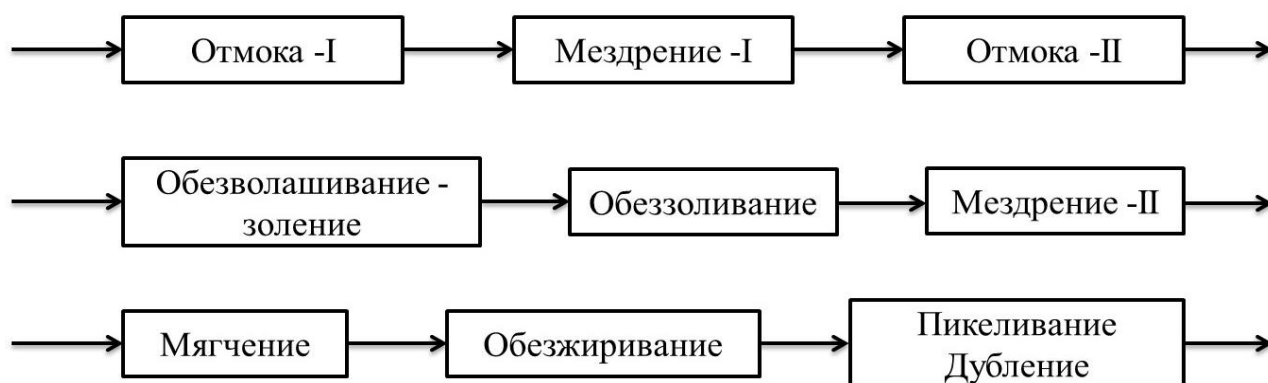 Отмока -I
Мездрение -I
Отмока -II
Обезволашивание -
золение
Обеззоливание
Мездрение -II
Мягчение
Обезжиривание
Пикеливание
Дубление